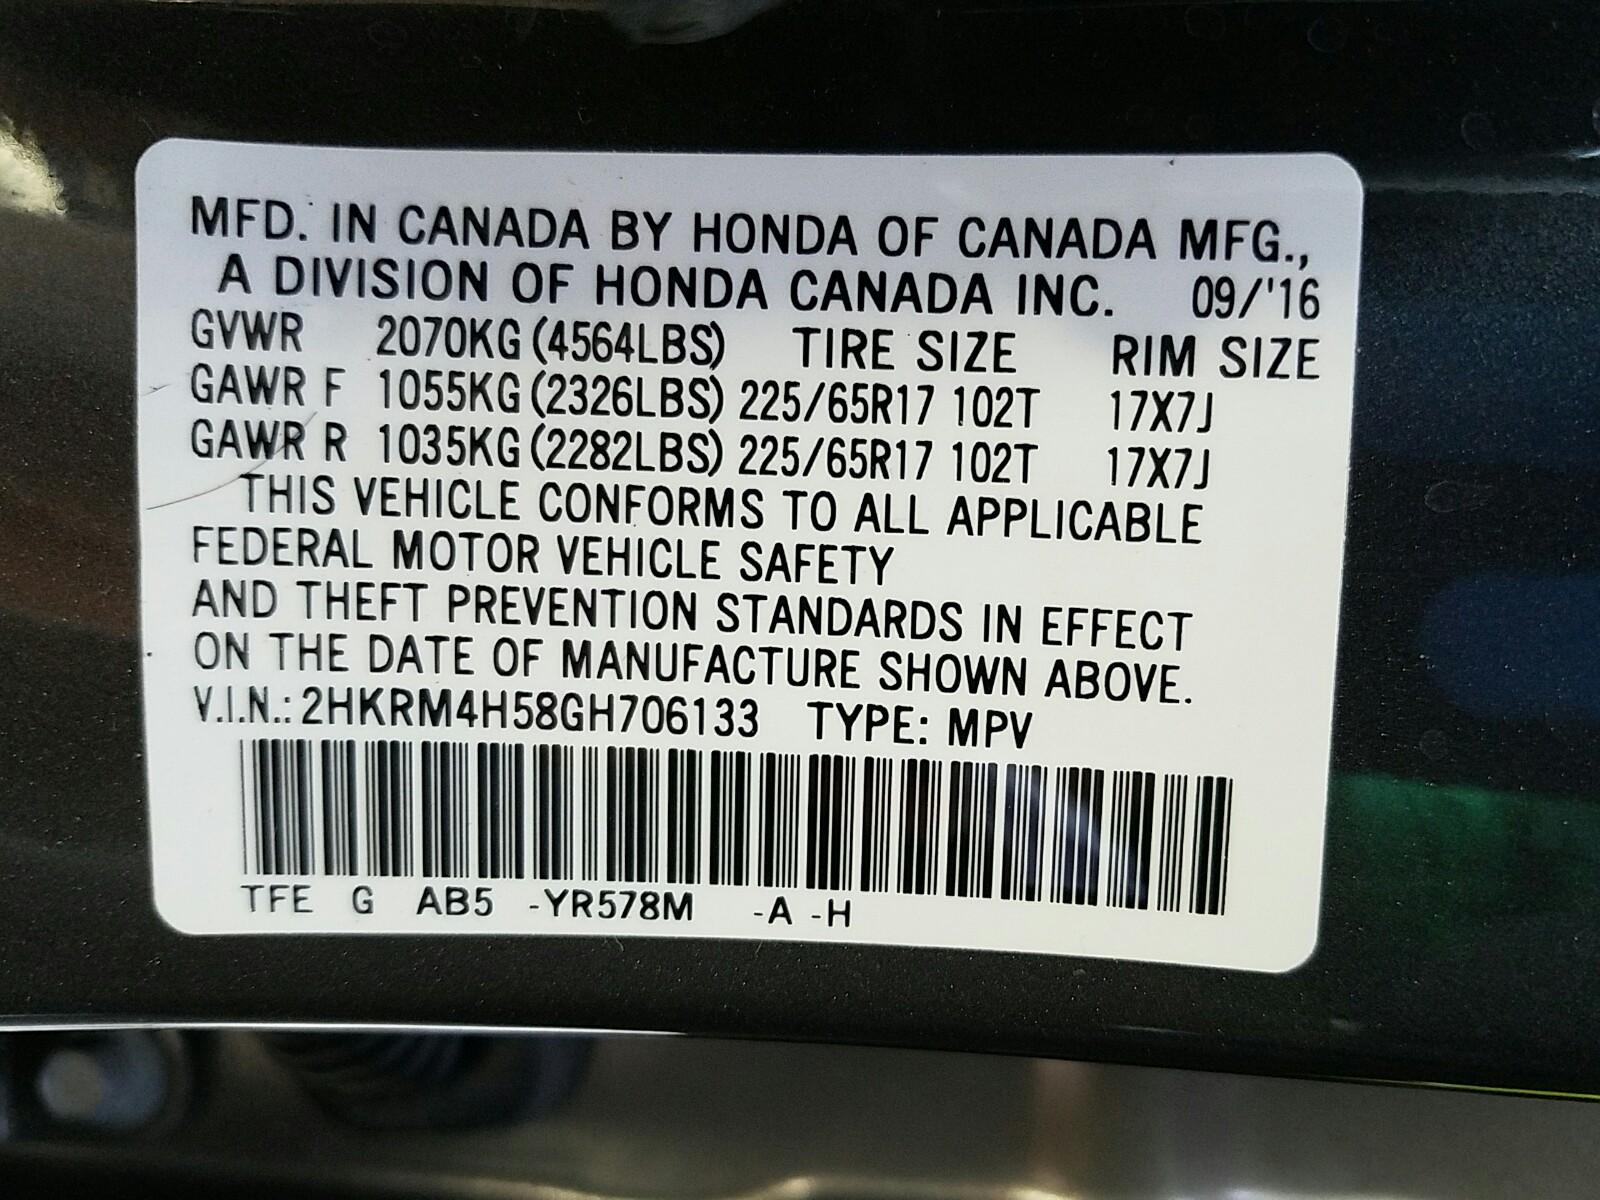 MFD. IN CANADA BY HONDA OF CANADA MFG.,
A DIVISION OF HONDA CANADA INC. 09/'16
GVWR 2070KG (4564LBS) TIRE SIZE RIM SIZE
GAWR F 1055KG (2326LBS) 225/65R17 102T 17X7J
GAWR R 1035KG (2282LBS) 225/65R17 102T 17X7J
THIS VEHICLE CONFORMS TO ALL APPLICABLE
FEDERAL MOTOR VEHICLE SAFETY
AND THEFT PREVENTION STANDARDS IN EFFECT
ON THE DATE OF MANUFACTURE SHOWN ABOVE.
V.I.N.: 2HKRM4H58GH706133 TYPE: MPV
TFE G AB5 -YR578M -A -H